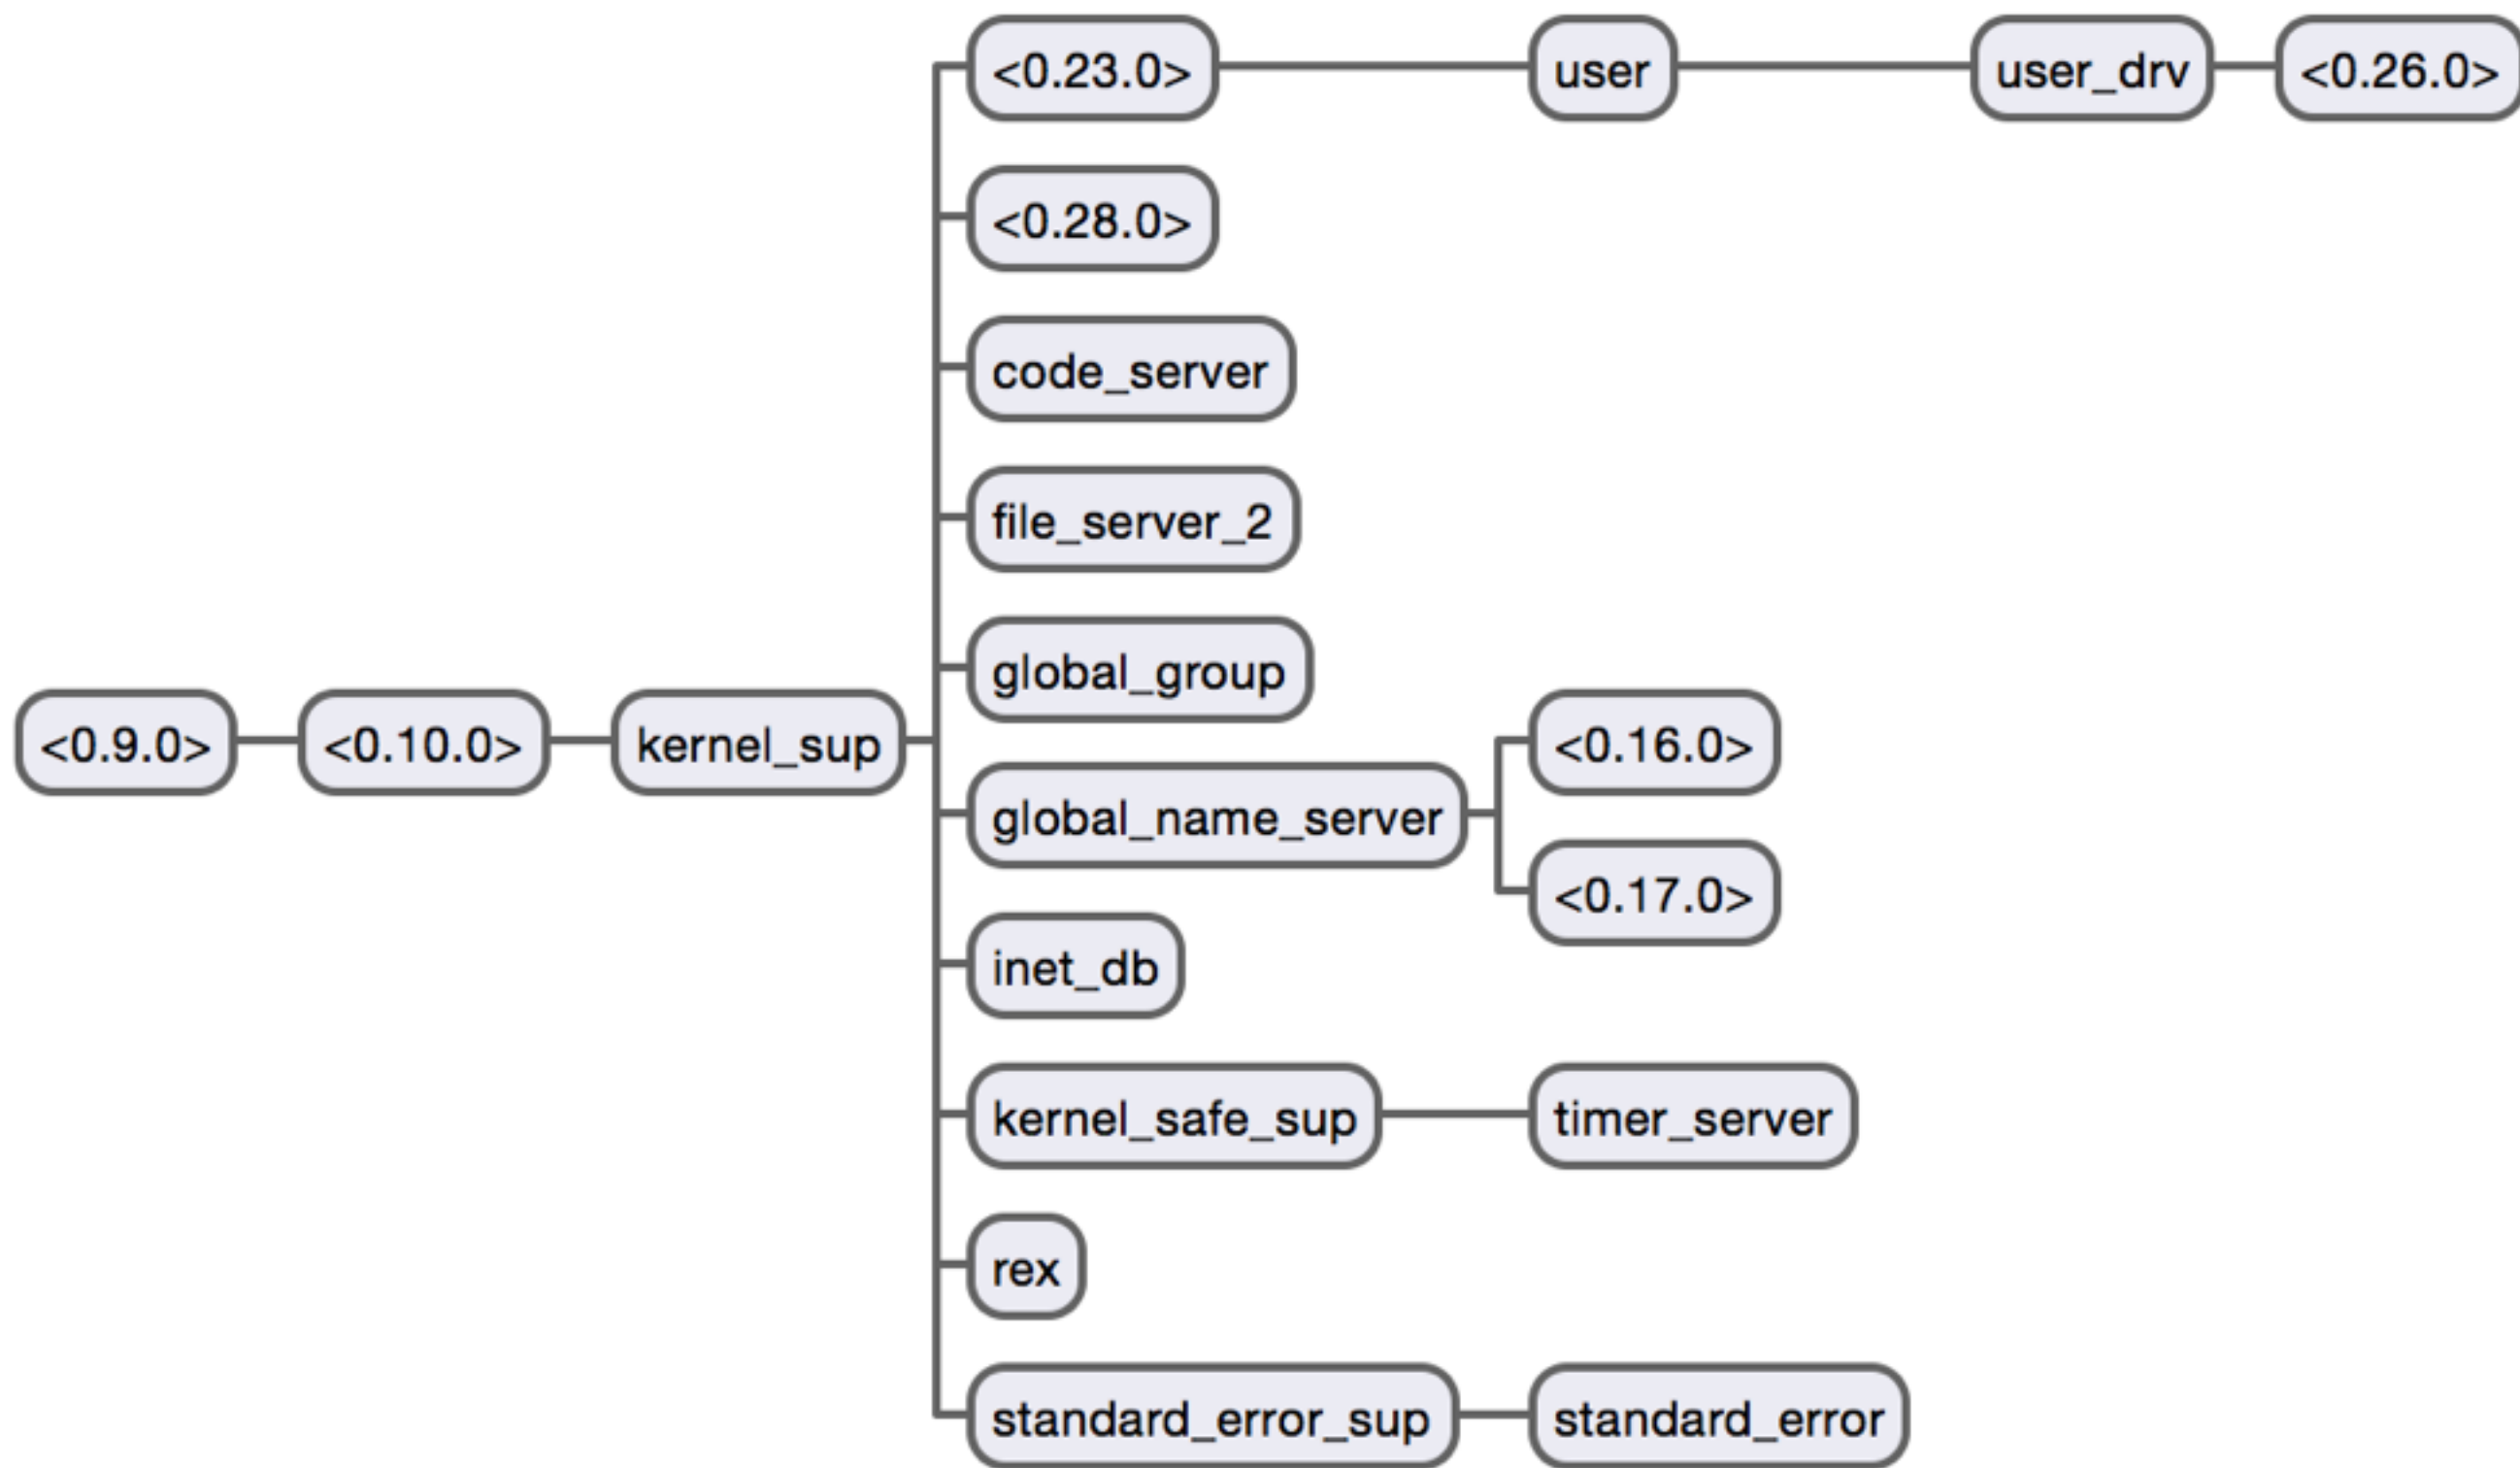 <0.23.0> user user_drv <0.26.0>
<0.28.0>
code_server
file_server_2
global_group
<0.9.0> <0.10.0> kernel_sup <0.16.0>
global_name_server
<0.17.0>
inet_db
kernel_safe_sup timer_server
rex
standard_error_sup standard_error